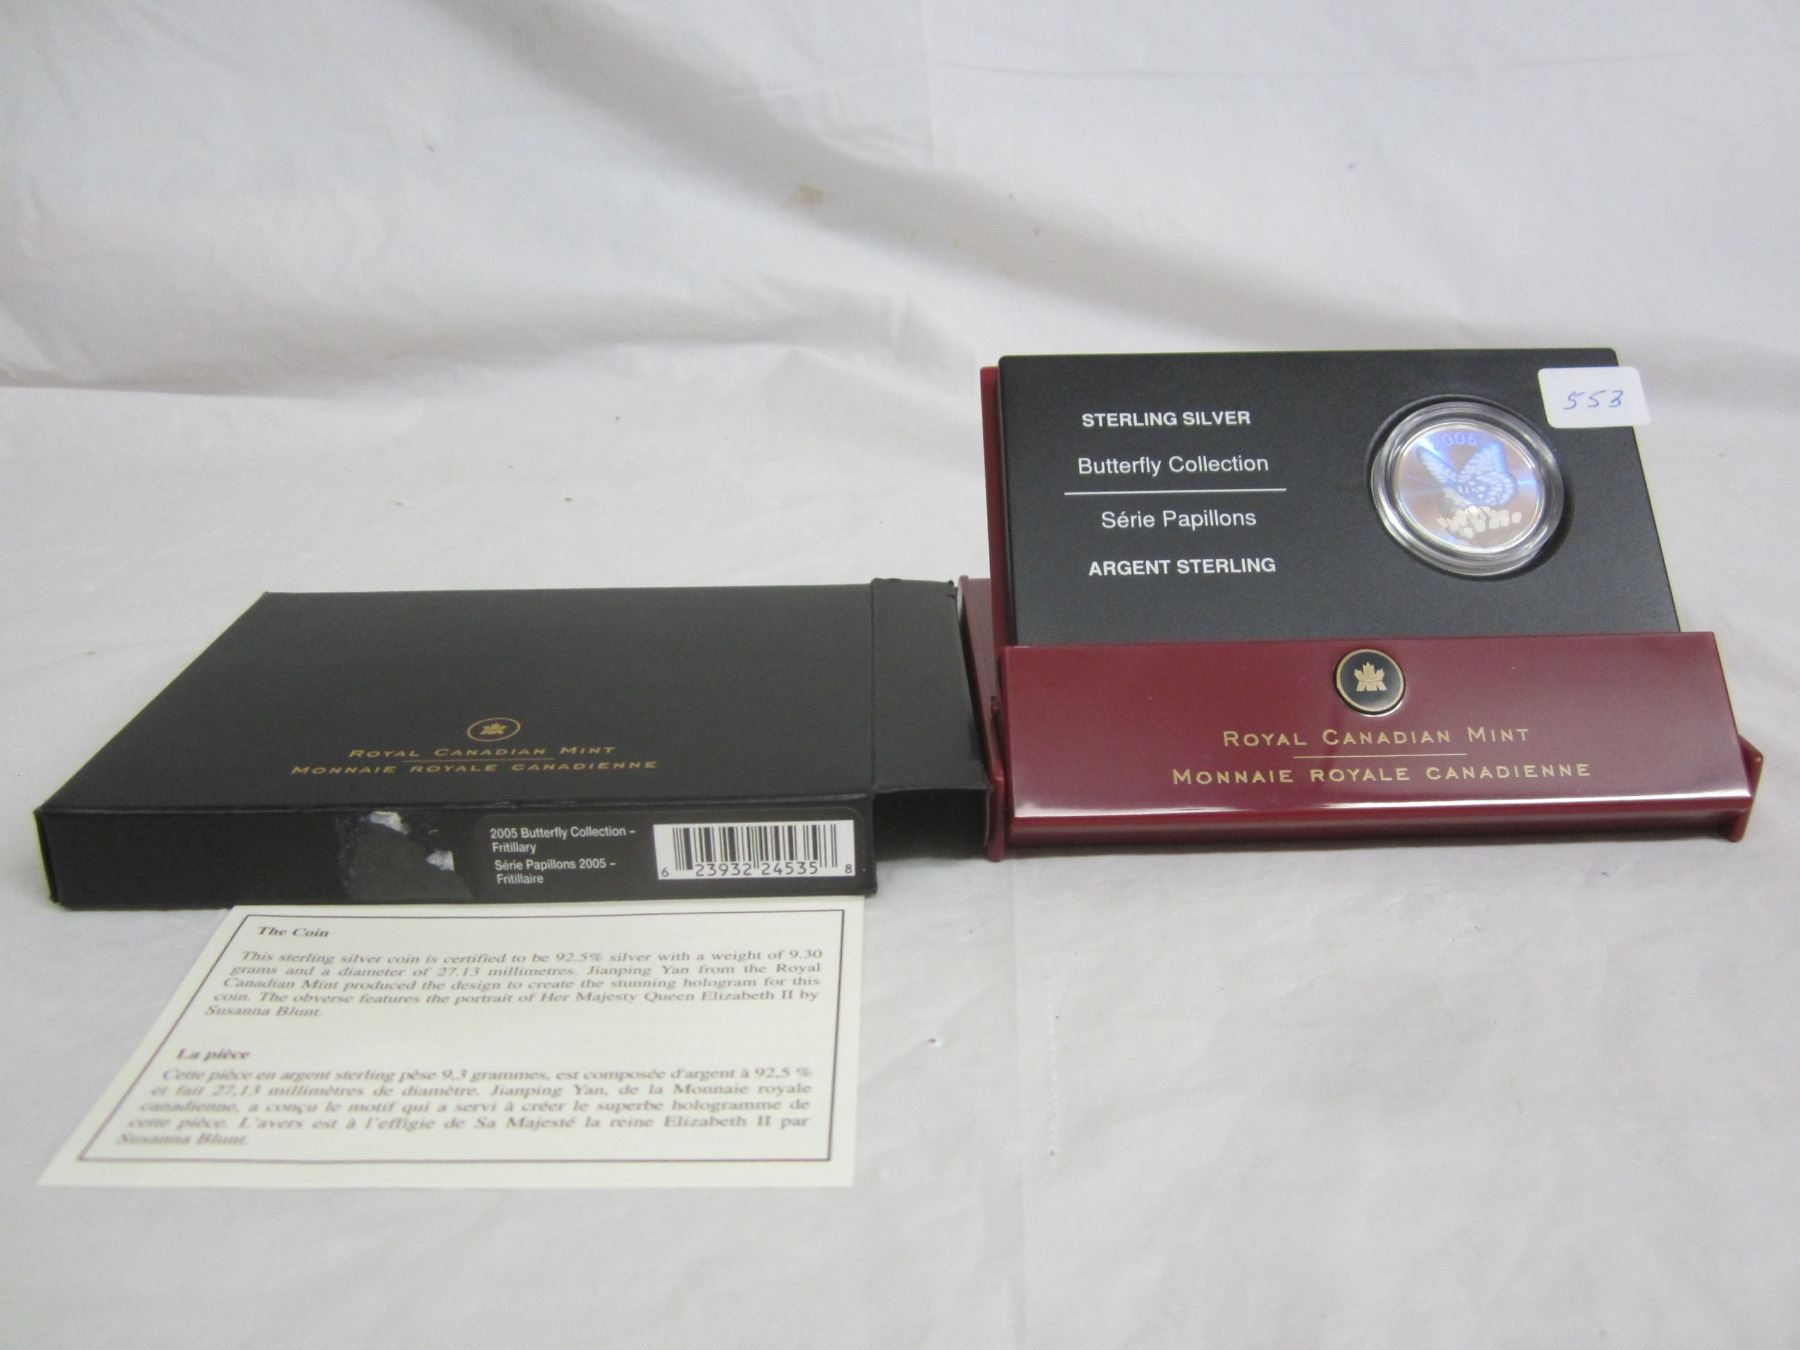 STERLING SILVER
Butterfly Collection
Série Papillons
ARGENT STERLING
2005
553
ROYAL CANADIAN MINT
MONNAIE ROYALE CANADIENNE
ROYAL CANADIAN MINT
MONNAIE ROYALE CANADIENNE
2005 Butterfly Collection –
Fritillary
Série Papillons 2005 –
Fritillaire
6 23932 24535 8
The Coin
This sterling silver coin is certified to be 92.5% silver with a weight of 9.30
grams and a diameter of 27.13 millimetres. Jianping Yan from the Royal
Canadian Mint produced the design to create the stunning hologram for this
coin. The obverse features the portrait of Her Majesty Queen Elizabeth II by
Susanna Blunt.
La pièce
Cette pièce en argent sterling pèse 9,3 grammes, est composée d'argent à 92,5 %
et fait 27,13 millimètres de diamètre. Jianping Yan, de la Monnaie royale
canadienne, a conçu le motif qui a servi à créer le superbe hologramme de
cette pièce. L'avers est à l'effigie de Sa Majesté la reine Elizabeth II par
Susanna Blunt.